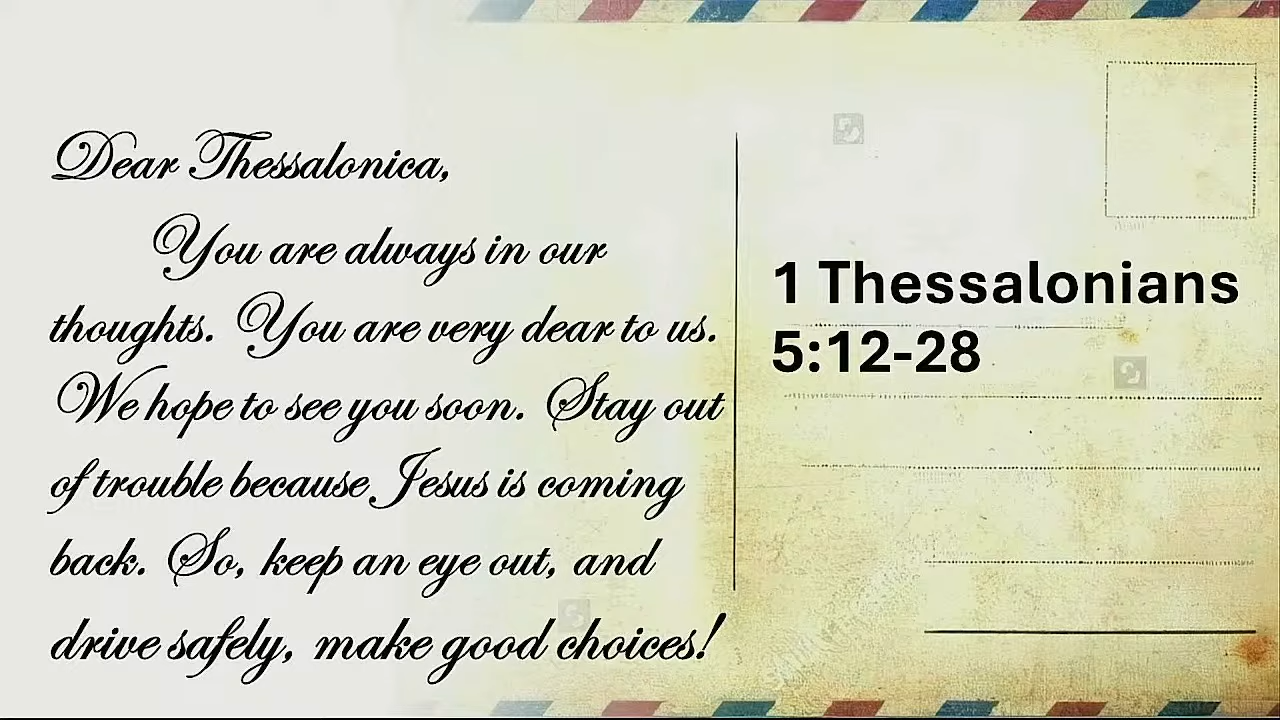 Dear Thessalonica,
You are always in our
thoughts. You are very dear to us.
We hope to see you soon. Stay out
of trouble because Jesus is coming
back. So, keep an eye out, and
drive safely, make good choices!
1 Thessalonians
5:12-28